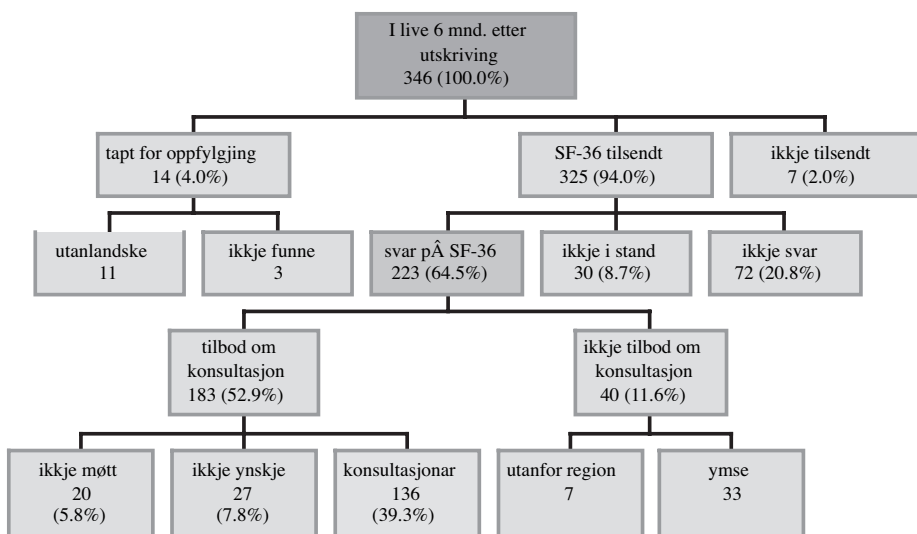 I live 6 mnd. etter
utskriving
346 (100.0%)
tapt for oppfylgjing
14 (4.0%)
SF-36 tilsendt
325 (94.0%)
ikkje tilsendt
7 (2.0%)
utanlandske
11
ikkje funne
3
svar pÅ SF-36
223 (64.5%)
ikkje i stand
30 (8.7%)
ikkje svar
72 (20.8%)
tilbod om
konsultasjon
183 (52.9%)
ikkje tilbod om
konsultasjon
40 (11.6%)
ikkje møtt
20
(5.8%)
ikkje ynskje
27
(7.8%)
konsultasjonar
136
(39.3%)
utanfor region
7
ymse
33